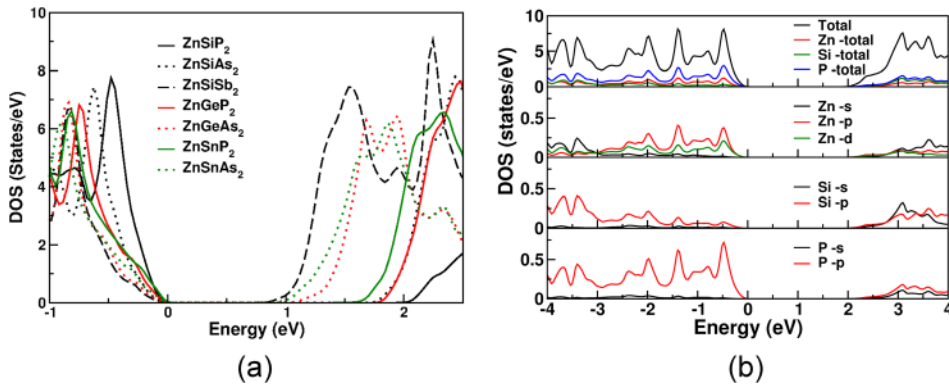 10
8
6
4
2
0
DOS (States/eV)
ZnSiP2
ZnSiAs2
ZnSiSb2
ZnGeP2
ZnGeAs2
ZnSnP2
ZnSnAs2
-1 0 1 2
Energy (eV)
(a)
DOS (states/eV)
10
5
0
Total
Zn -total
Si -total
P -total
0.5
0
Zn -s
Zn -p
Zn -d
0.5
0
Si -s
Si -p
0.5
0
P -s
P -p
-4 -3 -2 -1 0 1 2 3 4
Energy (eV)
(b)